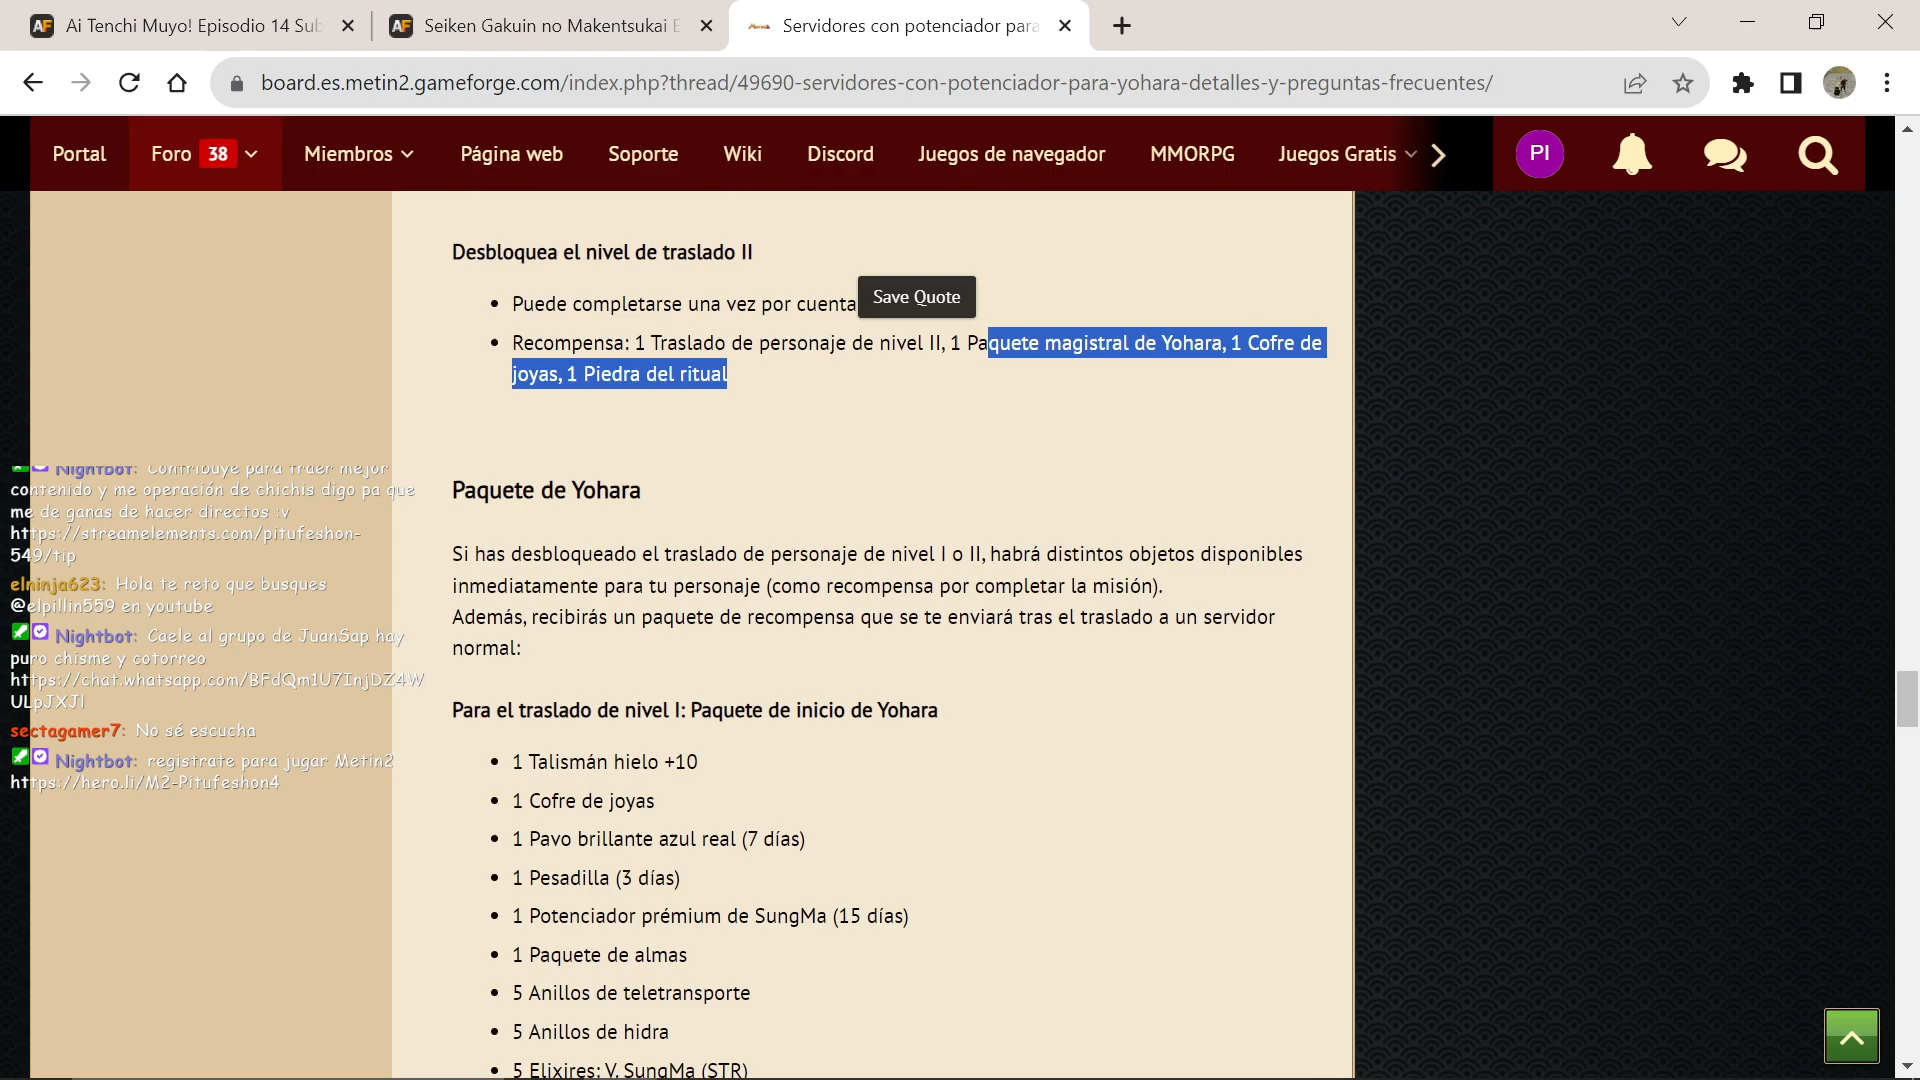 Ai Tenchi Muyo! Episodio 14 Sub
Seiken Gakuin no Makentsukai E
Servidores con potenciador para
board.es.metin2.gameforge.com/index.php?thread/49690-servidores-con-potenciador-para-yohara-detalles-y-preguntas-frecuentes/
Portal
Foro 38
Miembros
Página web
Soporte
Wiki
Discord
Juegos de navegador
MMORPG
Juegos Gratis
PI
Desbloquea el nivel de traslado II
Puede completarse una vez por cuenta
Save Quote
Recompensa: 1 Traslado de personaje de nivel II, 1 Paquete magistral de Yohara, 1 Cofre de
joyas, 1 Piedra del ritual
Paquete de Yohara
Si has desbloqueado el traslado de personaje de nivel I o II, habrá distintos objetos disponibles
inmediatamente para tu personaje (como recompensa por completar la misión).
Además, recibirás un paquete de recompensa que se te enviará tras el traslado a un servidor
normal:
Para el traslado de nivel I: Paquete de inicio de Yohara
1 Talismán hielo +10
1 Cofre de joyas
1 Pavo brillante azul real (7 días)
1 Pesadilla (3 días)
1 Potenciador prémium de SungMa (15 días)
1 Paquete de almas
5 Anillos de teletransporte
5 Anillos de hidra
5 Elixires: V. SungMa (STR)
Nightbot: Contribuye para traer mejor
contenido y me operación de chichis digo pa que
me de ganas de hacer directos :v
https://streamelements.com/pitufeshon-
549/tip
elninja623: Hola te reto que busques
@elpillin559 en youtube
Nightbot: Caele al grupo de JuanSap hay
puro chisme y cotorreo
https://chat.whatsapp.com/BFdQm1U7InjDZ4W
ULpJXJl
sectagamer7: No sé escucha
Nightbot: registrate para jugar Metin2
https://hero.li/M2-Pitufeshon4